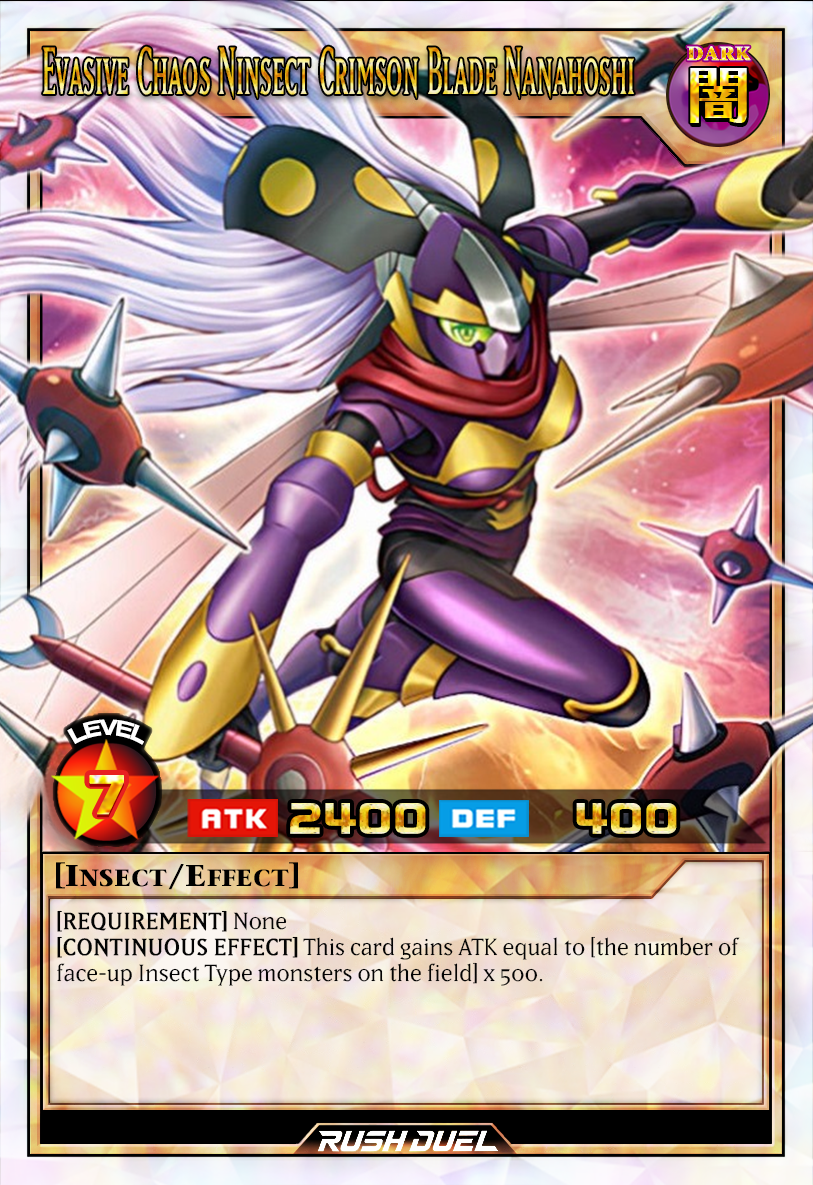 Evasive Chaos Ninsect Crimson Blade Nanahoshi
DARK
闇
LEVEL
7
ATK 2400 DEF 400
[Insect/Effect]
[REQUIREMENT] None
[CONTINUOUS EFFECT] This card gains ATK equal to [the number of
face-up Insect Type monsters on the field] x 500.
RUSH DUEL